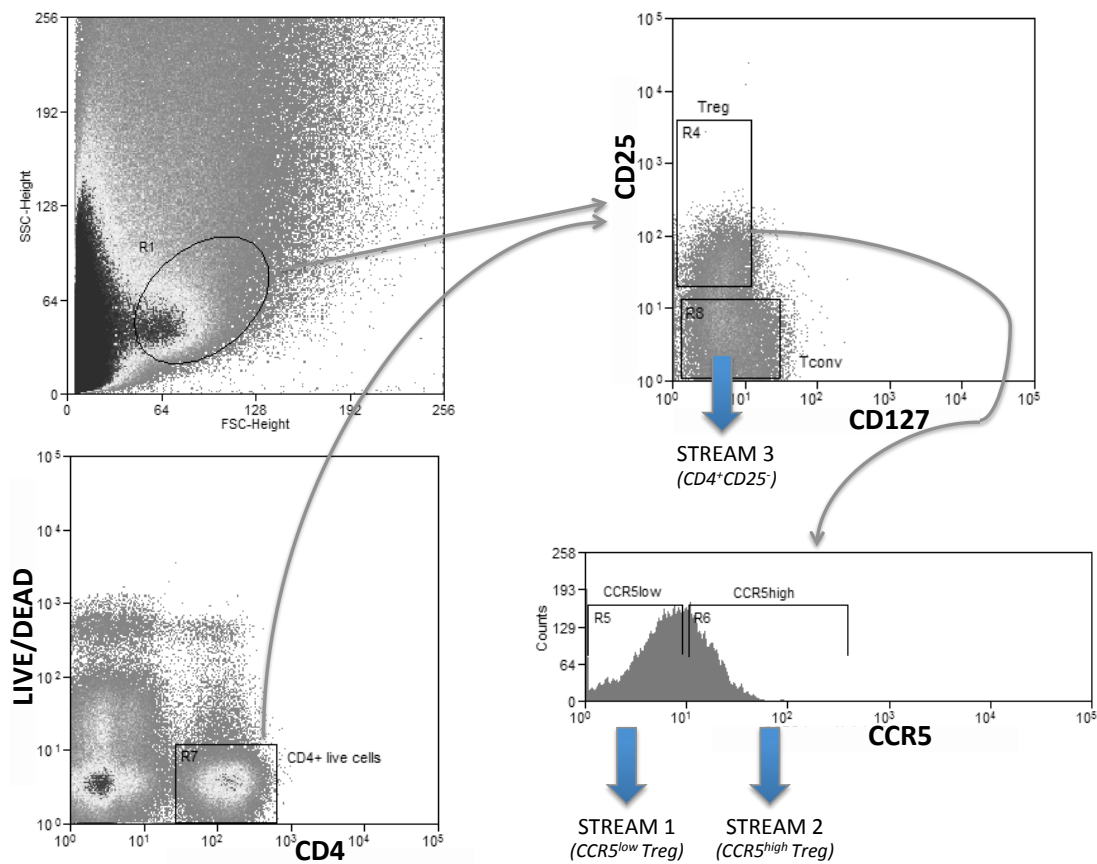 256
192
128
64
0
SSC-Height
R1
0 64 128 192 256
FSC-Height
10⁵
10⁴
10³
10²
10¹
10⁰
CD25
Treg
R4
R8
Tconv
10⁰ 10¹ 10² 10³ 10⁴ 10⁵
CD127
STREAM 3
(CD4⁺CD25⁻)
10⁵
10⁴
10³
10²
10¹
10⁰
LIVE/DEAD
R7
CD4+ live cells
10⁰ 10¹ 10² 10³ 10⁴ 10⁵
CD4
258
193
129
64
0
Counts
CCR5low CCR5high
R5 R6
10⁰ 10¹ 10² 10³ 10⁴ 10⁵
CCR5
STREAM 1 STREAM 2
(CCR5ˡᵒʷ Treg) (CCR5ʰⁱᵍʰ Treg)